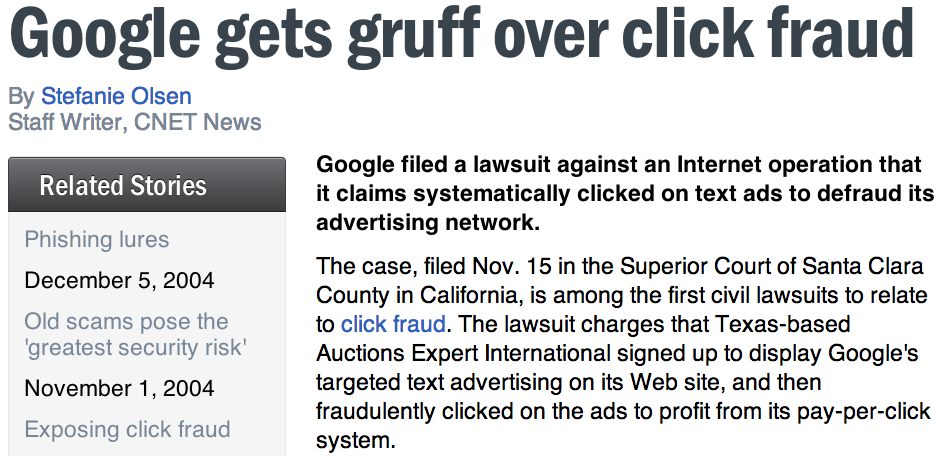 Google gets gruff over click fraud
By Stefanie Olsen
Staff Writer, CNET News
Related Stories
Phishing lures
December 5, 2004
Old scams pose the
'greatest security risk'
November 1, 2004
Exposing click fraud
Google filed a lawsuit against an Internet operation that
it claims systematically clicked on text ads to defraud its
advertising network.
The case, filed Nov. 15 in the Superior Court of Santa Clara
County in California, is among the first civil lawsuits to relate
to click fraud. The lawsuit charges that Texas-based
Auctions Expert International signed up to display Google's
targeted text advertising on its Web site, and then
fraudulently clicked on the ads to profit from its pay-per-click
system.